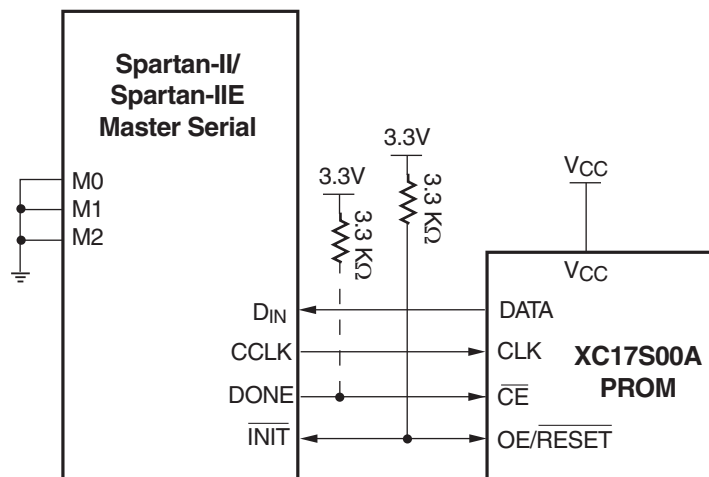 Spartan-II/
Spartan-IIE
Master Serial
M0
M1
M2
3.3V
3.3 KΩ
3.3V
3.3 KΩ
VCC
VCC
DIN
CCLK
DONE
INIT
DATA
CLK
CE
OE/RESET
XC17S00A
PROM